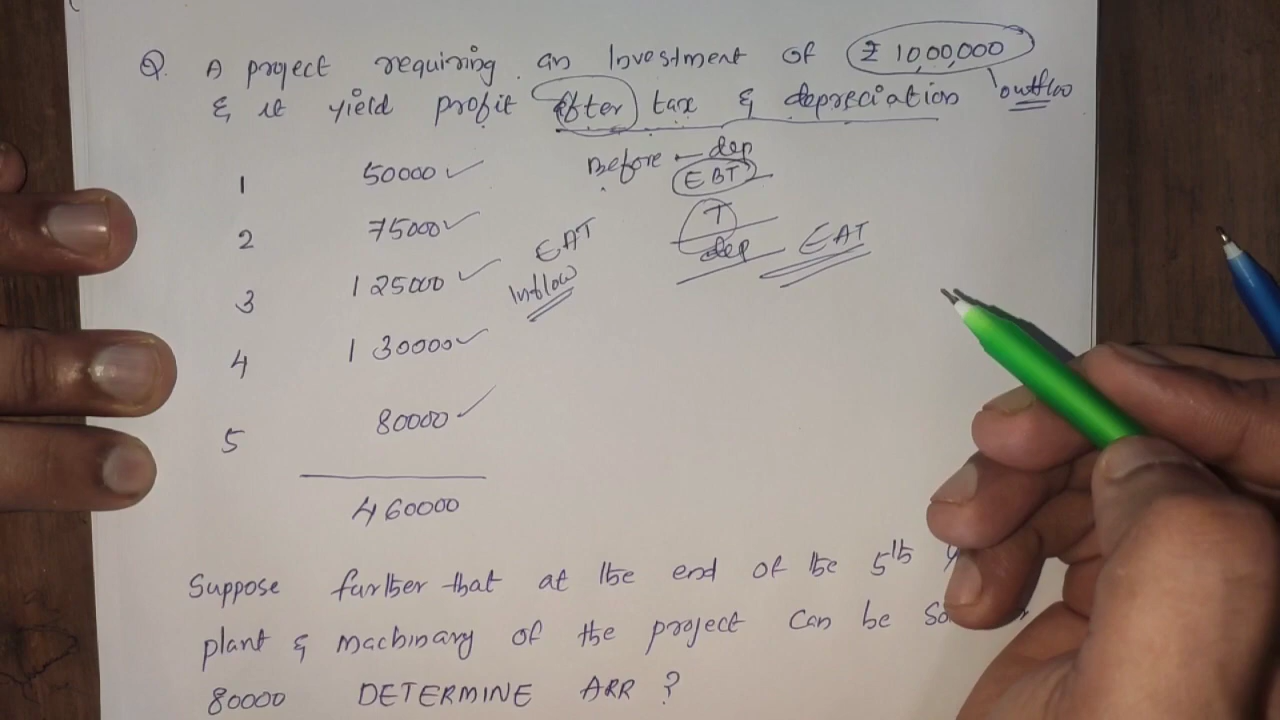 Q. A project requiring an Investment of ₹ 10,00,000
& it yield profit after tax & depreciation outflow
Before - dep
1 50000 ✓ EBT
2 75000 ✓ EAT T
dep EAT
3 125000 ✓ Inflow
4 130000 ✓
5 80000 ✓
460000
Suppose further that at the end of the 5th
plant & machinary of the project can be
80000 DETERMINE ARR ?